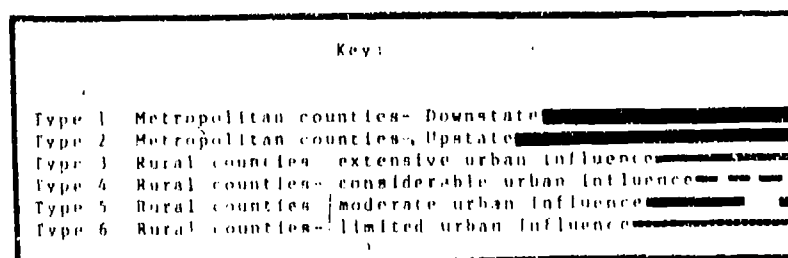 Key:
Type 1 Metropolitan counties- Downstate
Type 2 Metropolitan counties-, Upstate
Type 3 Rural counties extensive urban influence
Type 4 Rural counties- considerable urban influence
Type 5 Rural counties moderate urban influence
Type 6 Rural counties- limited urban influence